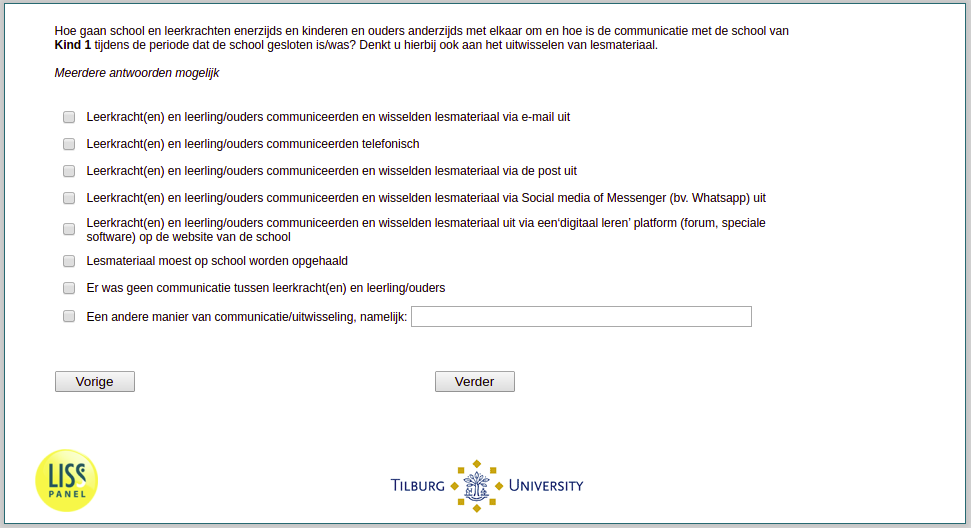 Hoe gaan school en leerkrachten enerzijds en kinderen en ouders anderzijds met elkaar om en hoe is de communicatie met de school van
Kind 1 tijdens de periode dat de school gesloten is/was? Denkt u hierbij ook aan het uitwisselen van lesmateriaal.
Meerdere antwoorden mogelijk
Leerkracht(en) en leerling/ouders communiceerden en wisselden lesmateriaal via e-mail uit
Leerkracht(en) en leerling/ouders communiceerden telefonisch
Leerkracht(en) en leerling/ouders communiceerden en wisselden lesmateriaal via de post uit
Leerkracht(en) en leerling/ouders communiceerden en wisselden lesmateriaal via Social media of Messenger (bv. Whatsapp) uit
Leerkracht(en) en leerling/ouders communiceerden en wisselden lesmateriaal uit via een‘digitaal leren’ platform (forum, speciale
software) op de website van de school
Lesmateriaal moest op school worden opgehaald
Er was geen communicatie tussen leerkracht(en) en leerling/ouders
Een andere manier van communicatie/uitwisseling, namelijk:
Vorige Verder
LISS
PANEL
TILBURG UNIVERSITY